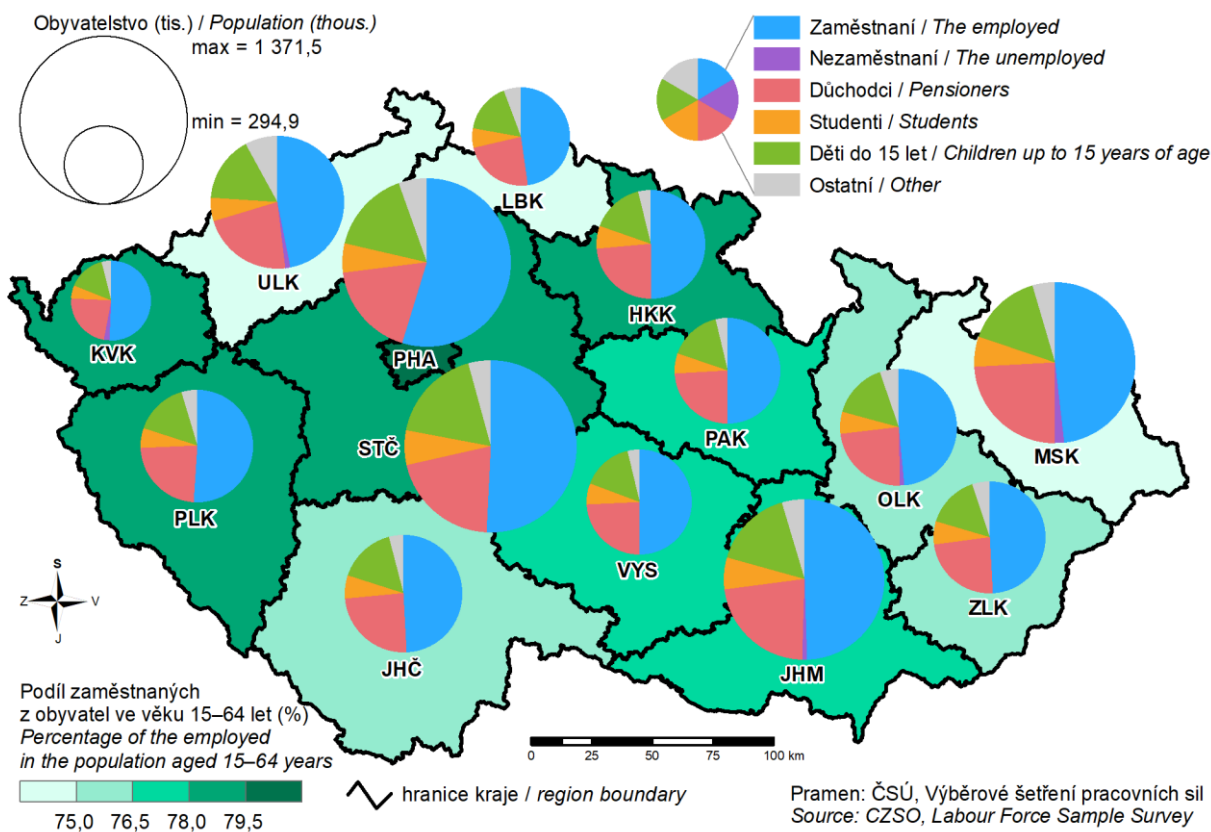 Obyvatelstvo (tis.) / Population (thous.)
max = 1 371,5
min = 294,9
Zaměstnaní / The employed
Nezaměstnaní / The unemployed
Důchodci / Pensioners
Studenti / Students
Děti do 15 let / Children up to 15 years of age
Ostatní / Other
LBK
ULK
HKK
KVK
PHA
PAK
STČ
MSK
OLK
PLK
VYS
ZLK
JHČ
JHM
S
Z
V
J
Podíl zaměstnaných
z obyvatel ve věku 15–64 let (%)
Percentage of the employed
in the population aged 15–64 years
75,0 76,5 78,0 79,5
0 25 50 100 km
hranice kraje / region boundary
Pramen: ČSÚ, Výběrové šetření pracovních sil
Source: CZSO, Labour Force Sample Survey